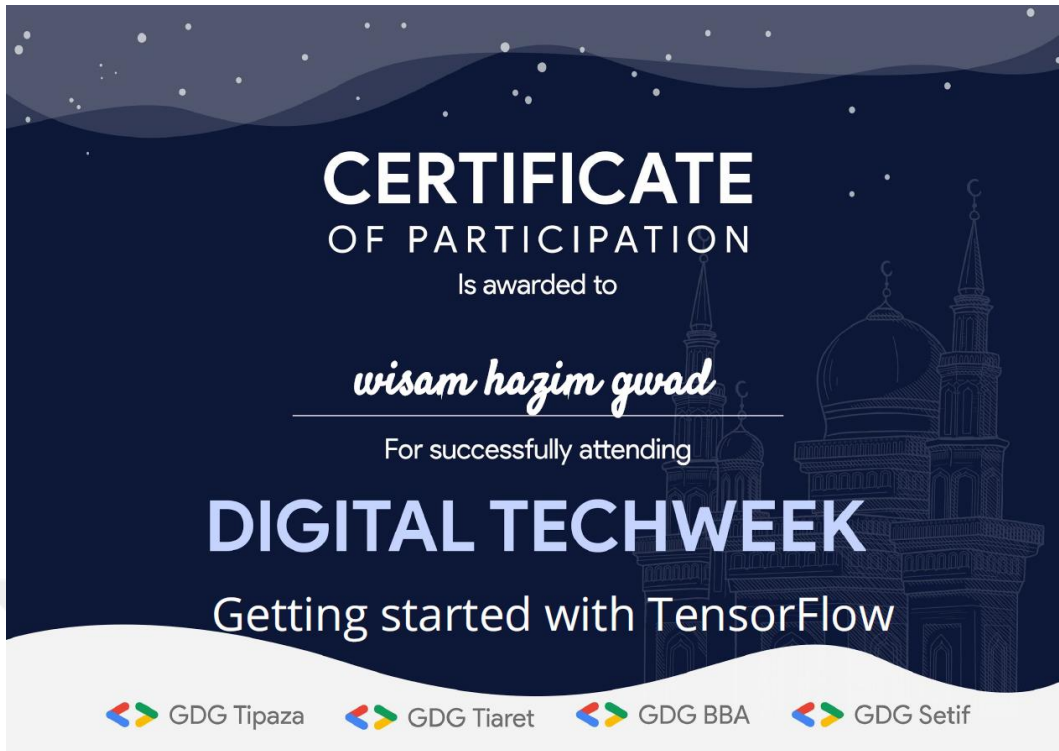 CERTIFICATE
OF PARTICIPATION
Is awarded to
wisam hazim gwad
For successfully attending
DIGITAL TECHWEEK
Getting started with TensorFlow
GDG Tipaza GDG Tiaret GDG BBA GDG Setif